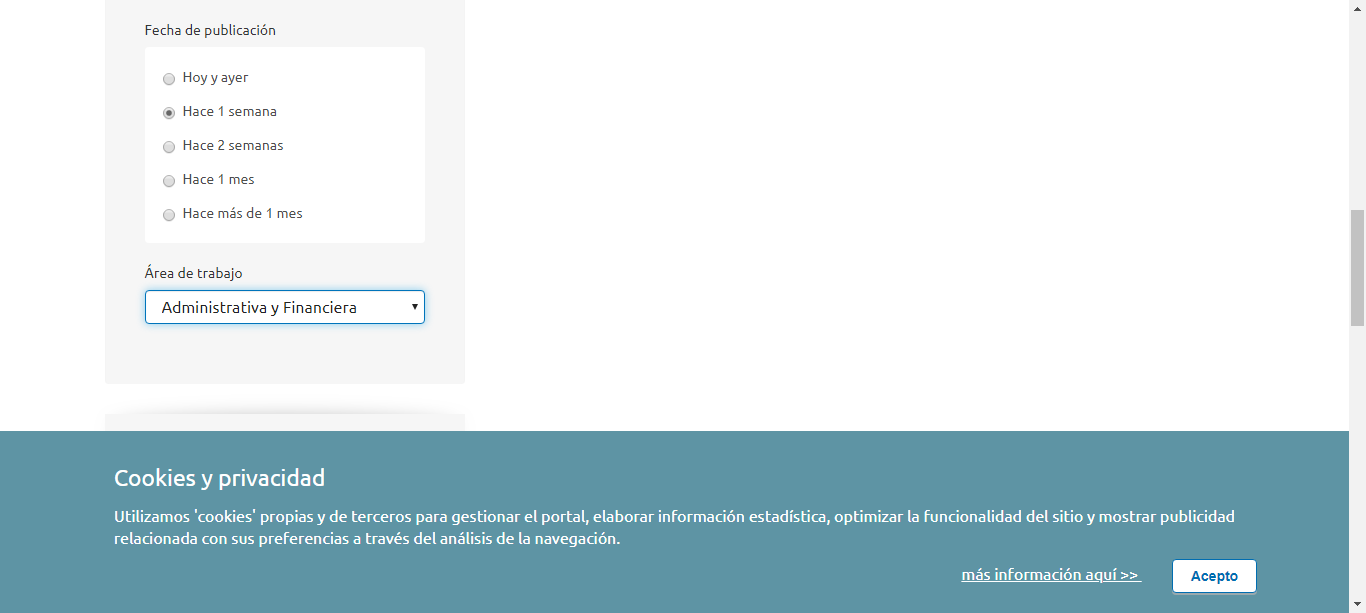 Fecha de publicación
Hoy y ayer
Hace 1 semana
Hace 2 semanas
Hace 1 mes
Hace más de 1 mes
Área de trabajo
Administrativa y Financiera
Cookies y privacidad
Utilizamos 'cookies' propias y de terceros para gestionar el portal, elaborar información estadística, optimizar la funcionalidad del sitio y mostrar publicidad
relacionada con sus preferencias a través del análisis de la navegación.
más información aquí >>
Acepto